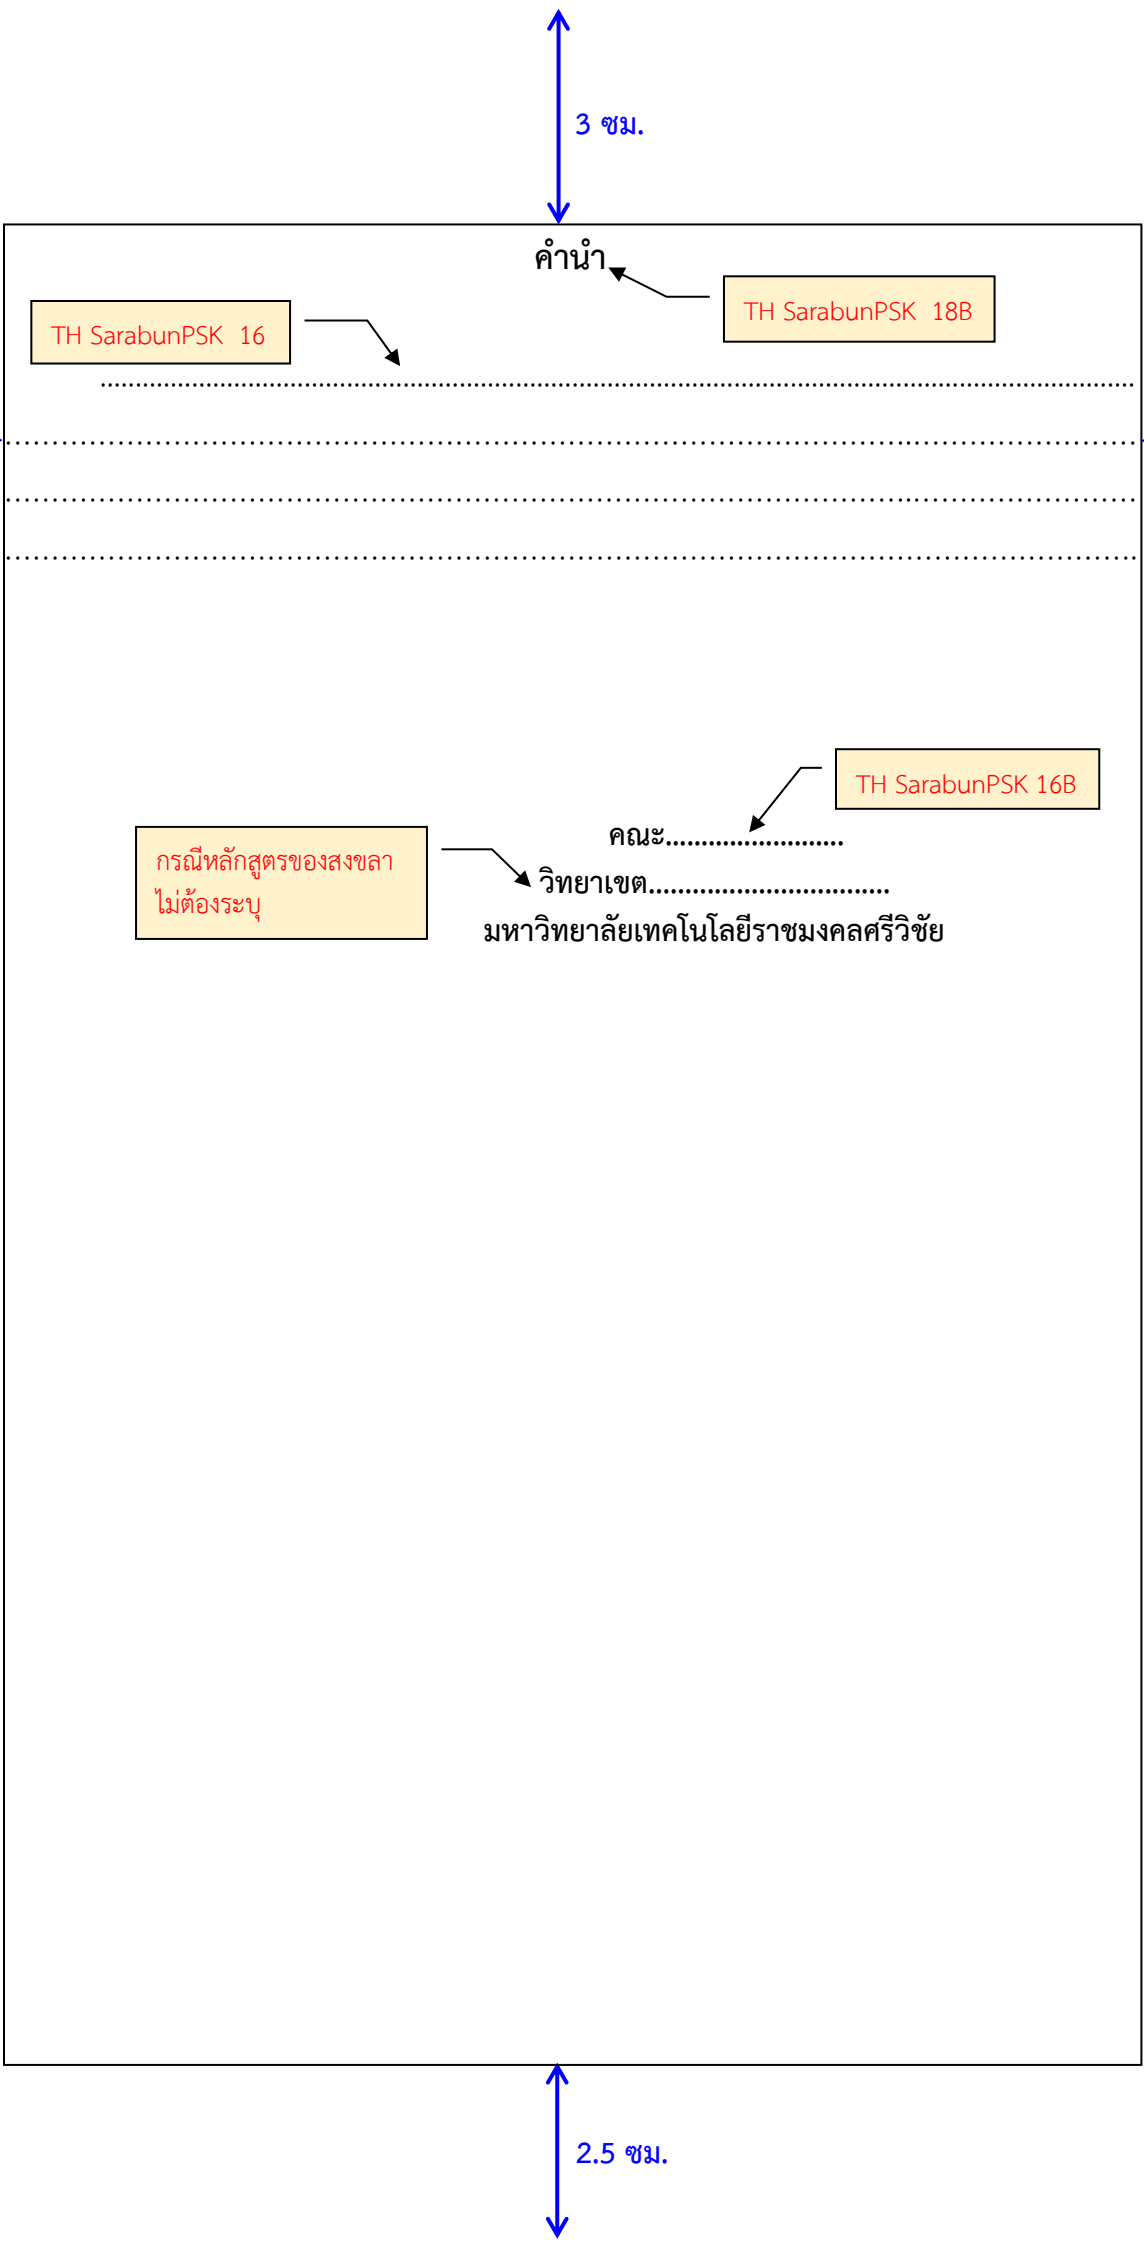 3 ซม.
คำนำ
TH SarabunPSK  18B
TH SarabunPSK  16
................................................................................................................................................
.........................................................................................................................
.........................................................................................................................
.........................................................................................................................
TH SarabunPSK 16B
คณะ........................
กรณีหลักสูตรของสงขลา
ไม่ต้องระบุ
วิทยาเขต.................................
มหาวิทยาลัยเทคโนโลยีราชมงคลศรีวิชัย
2.5 ซม.